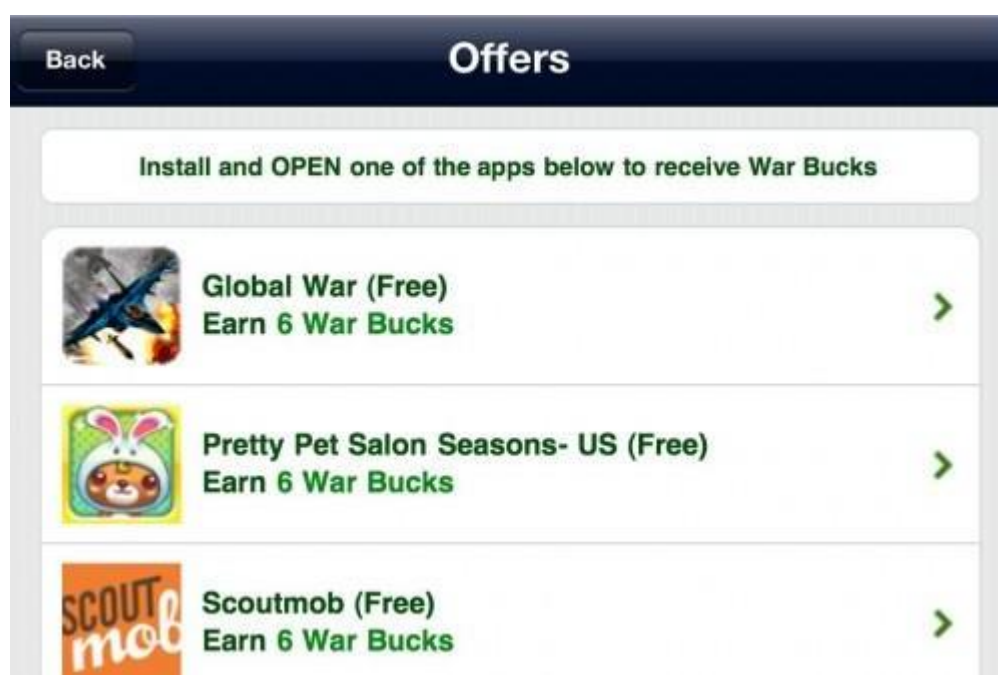 Back
Offers
Install and OPEN one of the apps below to receive War Bucks
Global War (Free)
Earn 6 War Bucks
Pretty Pet Salon Seasons- US (Free)
Earn 6 War Bucks
SCOUT
mob
Scoutmob (Free)
Earn 6 War Bucks